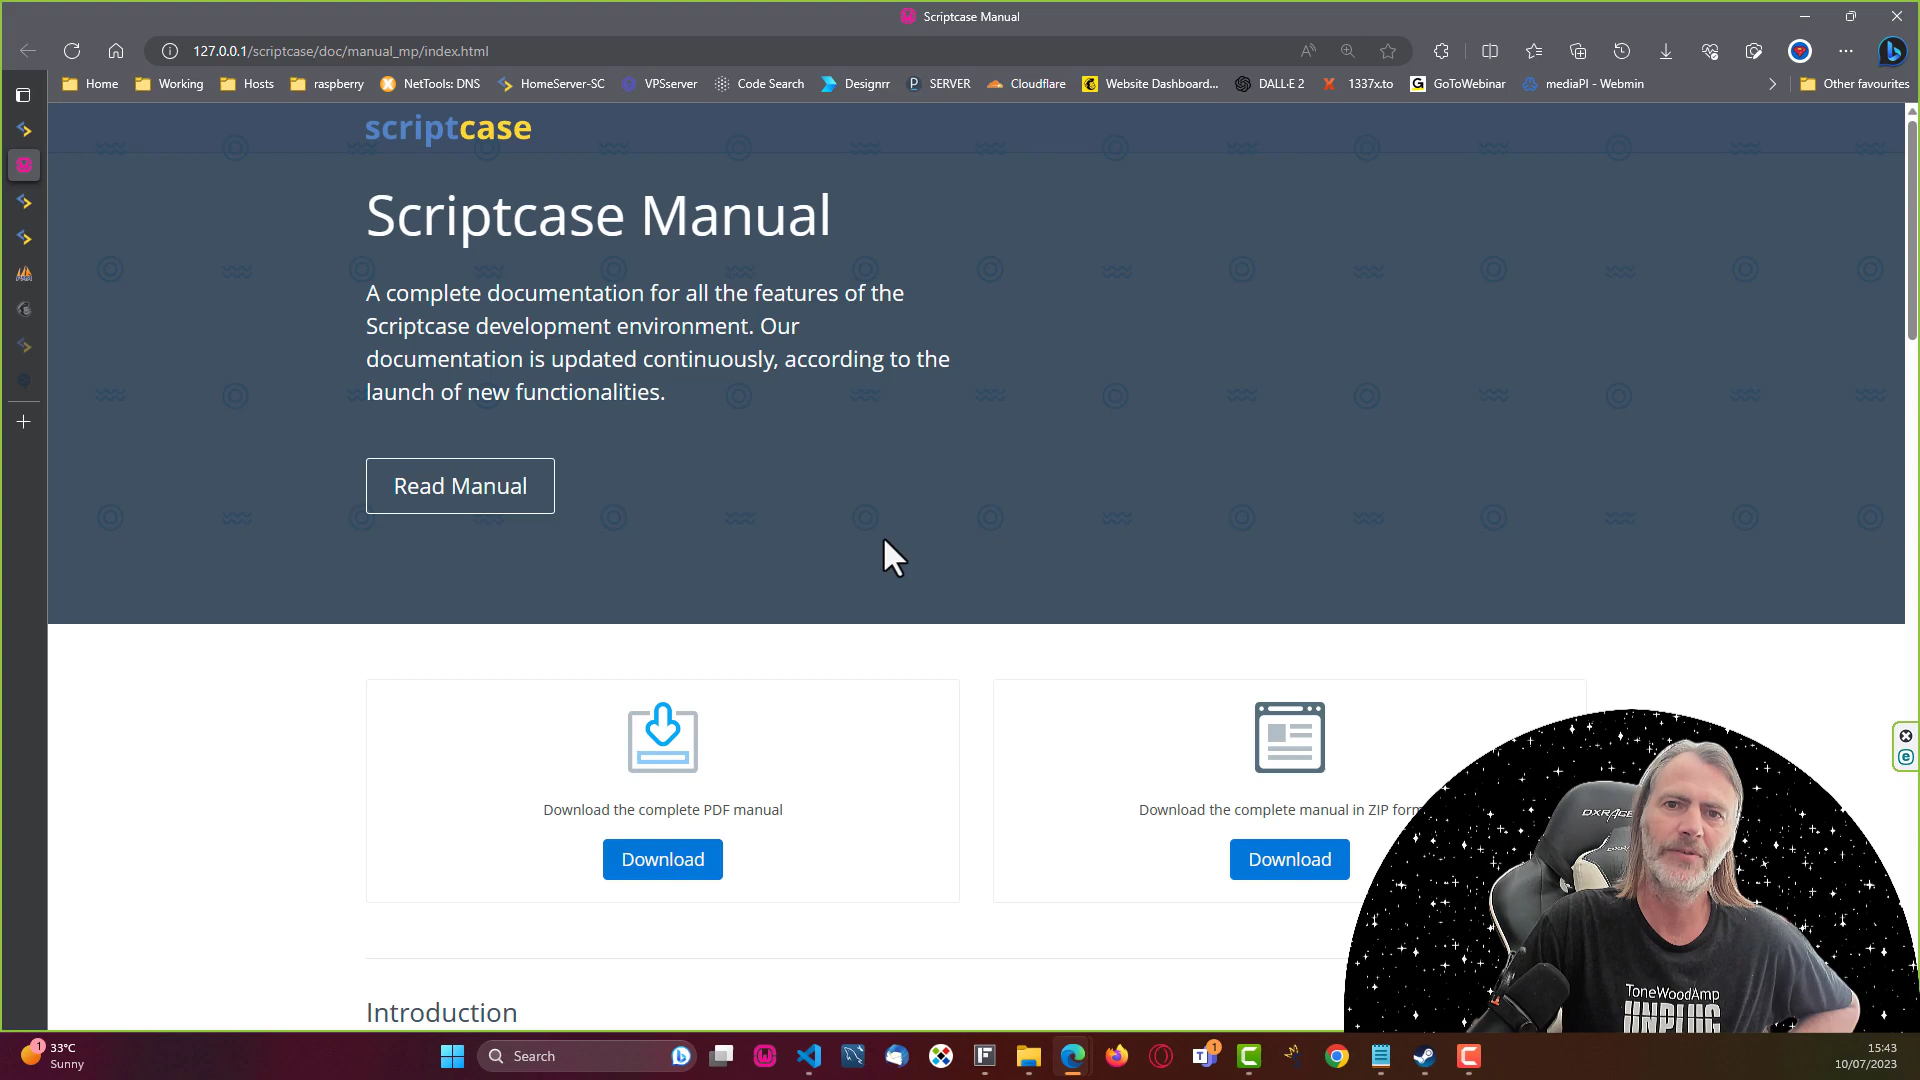 Scriptcase Manual
127.0.0.1/scriptcase/doc/manual_mp/index.html
Home Working Hosts raspberry NetTools: DNS HomeServer-SC VPSserver Code Search Designrr SERVER Cloudflare Website Dashboard... DALL·E 2 1337x.to GoToWebinar mediaPI - Webmin Other favourites
scriptcase
Scriptcase Manual
A complete documentation for all the features of the
Scriptcase development environment. Our
documentation is updated continuously, according to the
launch of new functionalities.
Read Manual
Download the complete PDF manual
Download
Download the complete manual in ZIP form
Download
Introduction
DXRACE
ToneWoodAmp
UNPLUG
1
33°C
Sunny
Search
1
15:43
10/07/2023